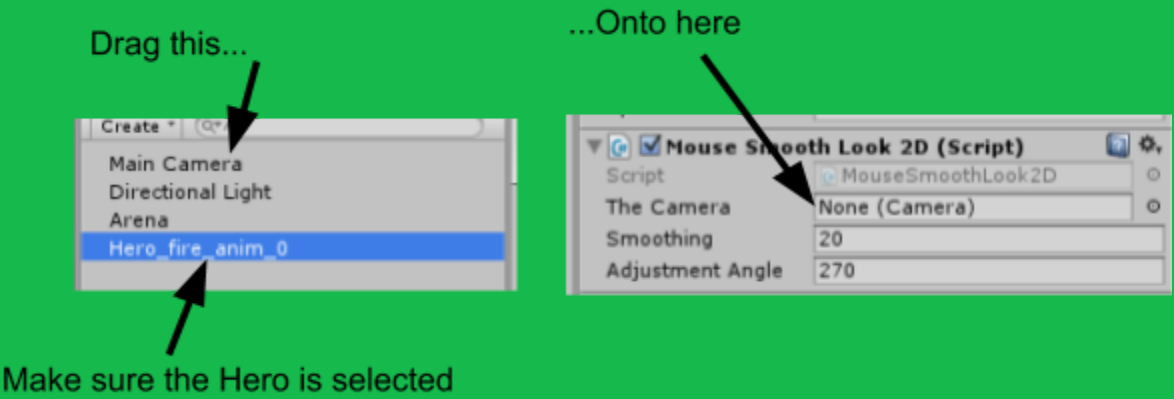 Drag this...
...Onto here
Create
Main Camera
Directional Light
Arena
Hero_fire_anim_0
Mouse Smooth Look 2D (Script)
Script MouseSmoothLook2D
The Camera None (Camera)
Smoothing 20
Adjustment Angle 270
Make sure the Hero is selected